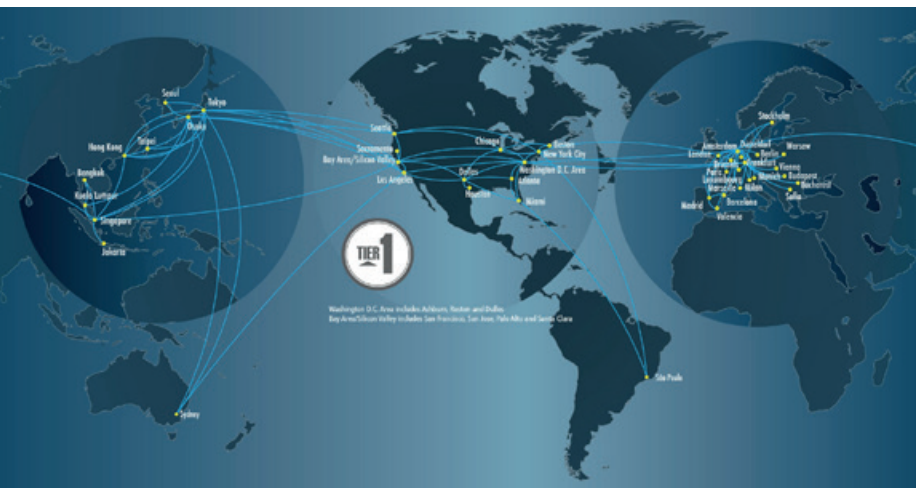 Seoul
Tokyo
Osaka
Taipei
Hong Kong
Bangkok
Kuala Lumpur
Singapore
Jakarta
Sydney
Seattle
Sacramento
Bay Area/Silicon Valley
Los Angeles
Chicago
Boston
New York City
Washington D.C. Area
Dallas
Houston
Atlanta
Miami
TIER 1
Washington D.C. Area includes Ashburn, Reston and Dulles
Bay Area/Silicon Valley includes San Francisco, San Jose, Palo Alto and Santa Clara
São Paulo
Stockholm
Amsterdam
Dusseldorf
Warsaw
London
Berlin
Frankfurt
Brussels
Paris
Vienna
Luxembourg
Munich
Budapest
Bucharest
Marseille
Milan
Sofia
Madrid
Barcelona
Valencia